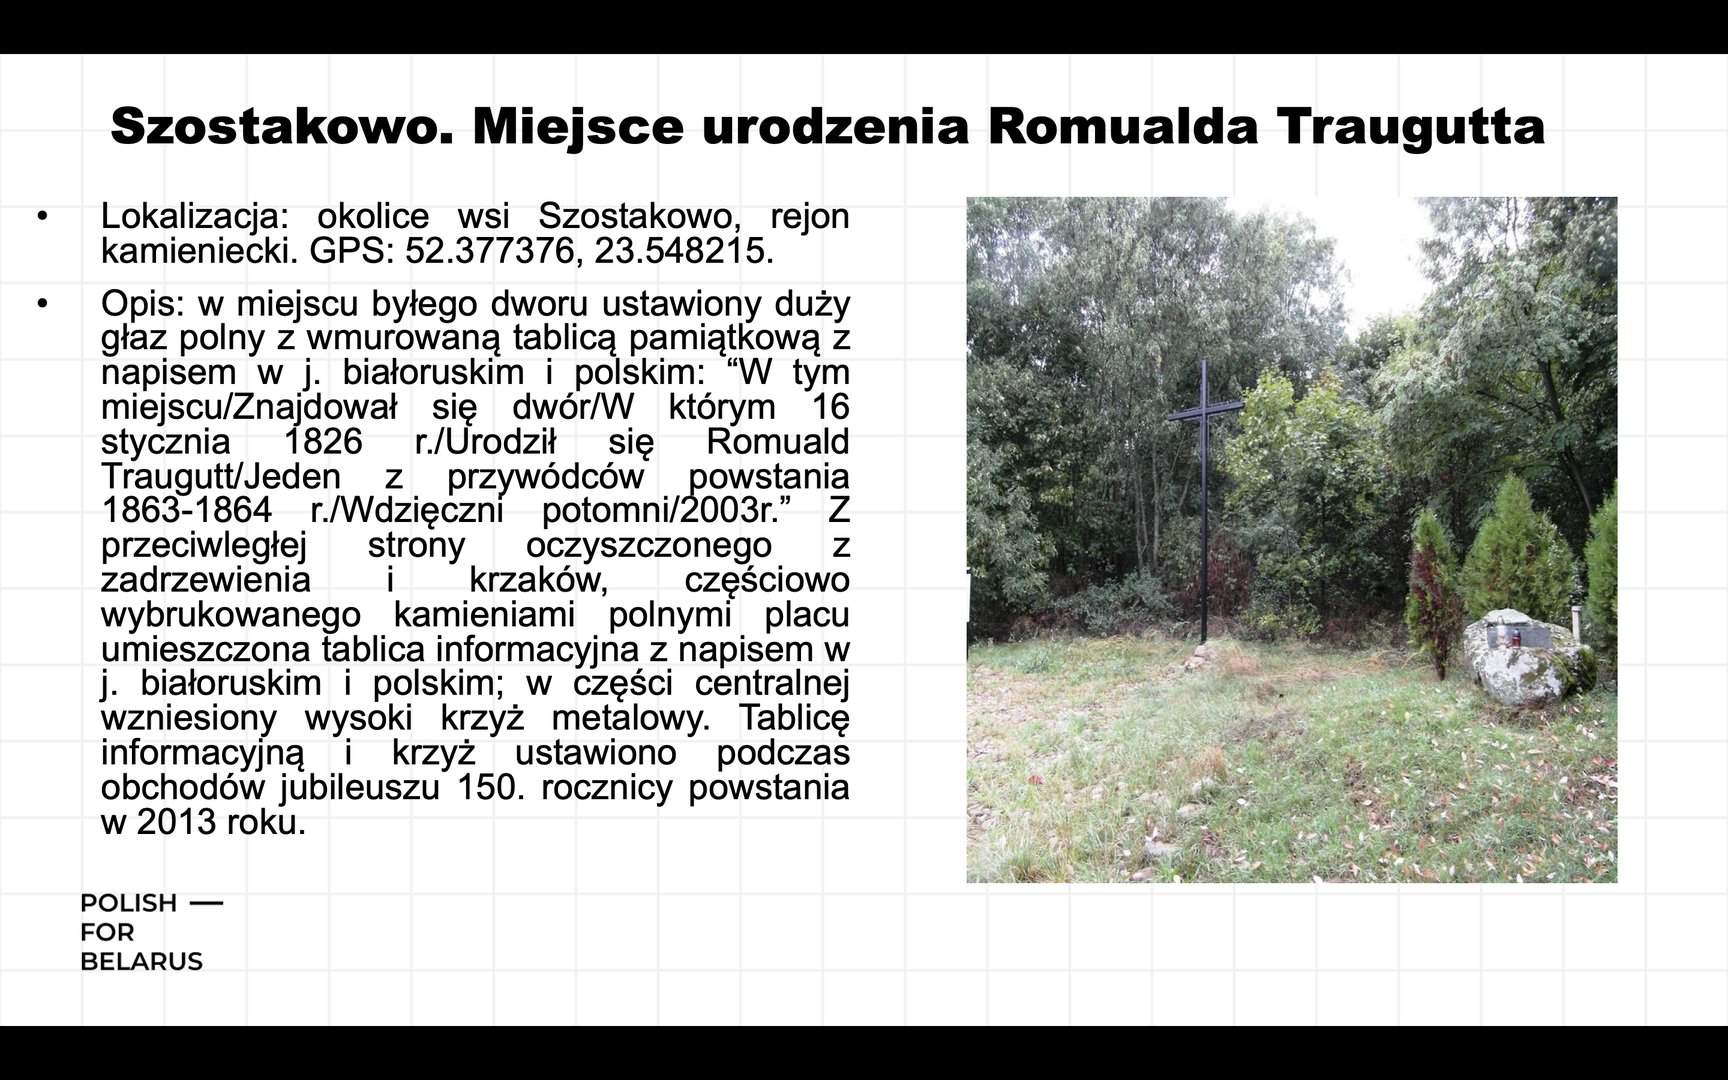 Szostakowo. Miejsce urodzenia Romualda Traugutta
• Lokalizacja: okolice wsi Szostakowo, rejon
kamieniecki. GPS: 52.377376, 23.548215.
• Opis: w miejscu byłego dworu ustawiony duży
głaz polny z wmurowaną tablicą pamiątkową z
napisem w j. białoruskim i polskim: “W tym
miejscu/Znajdował się dwór/W którym 16
stycznia 1826 r./Urodził się Romuald
Traugutt/Jeden z przywódców powstania
1863-1864 r./Wdzięczni potomni/2003r.” Z
przeciwległej strony oczyszczonego z
zadrzewienia i krzaków, częściowo
wybrukowanego kamieniami polnymi placu
umieszczona tablica informacyjna z napisem w
j. białoruskim i polskim; w części centralnej
wzniesiony wysoki krzyż metalowy. Tablicę
informacyjną i krzyż ustawiono podczas
obchodów jubileuszu 150. rocznicy powstania
w 2013 roku.
POLISH —
FOR
BELARUS